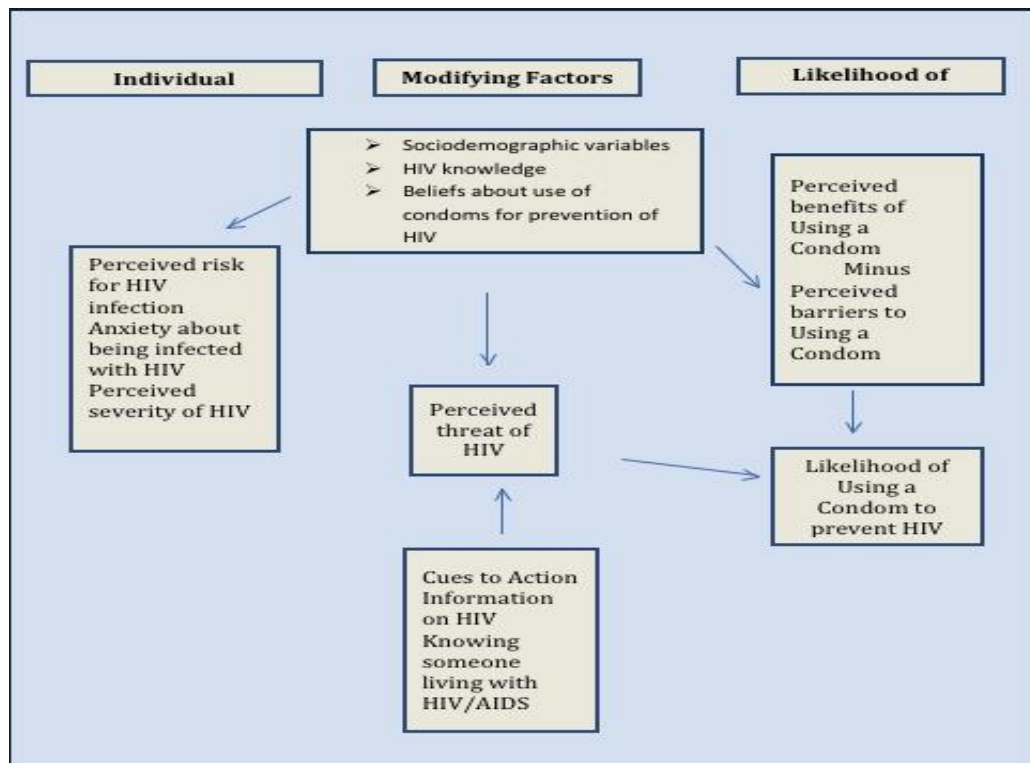 Individual
Modifying Factors
Likelihood of
➢ Sociodemographic variables
➢ HIV knowledge
➢ Beliefs about use of
condoms for prevention of
HIV
Perceived risk
for HIV
infection
Anxiety about
being infected
with HIV
Perceived
severity of HIV
Perceived
benefits of
Using a
Condom
Minus
Perceived
barriers to
Using a
Condom
Perceived
threat of
HIV
Likelihood of
Using a
Condom to
prevent HIV
Cues to Action
Information
on HIV
Knowing
someone
living with
HIV/AIDS